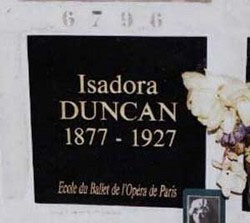 6796
Isadora
DUNCAN
1877 - 1927
Ecole du Ballet de l'Opéra de Paris